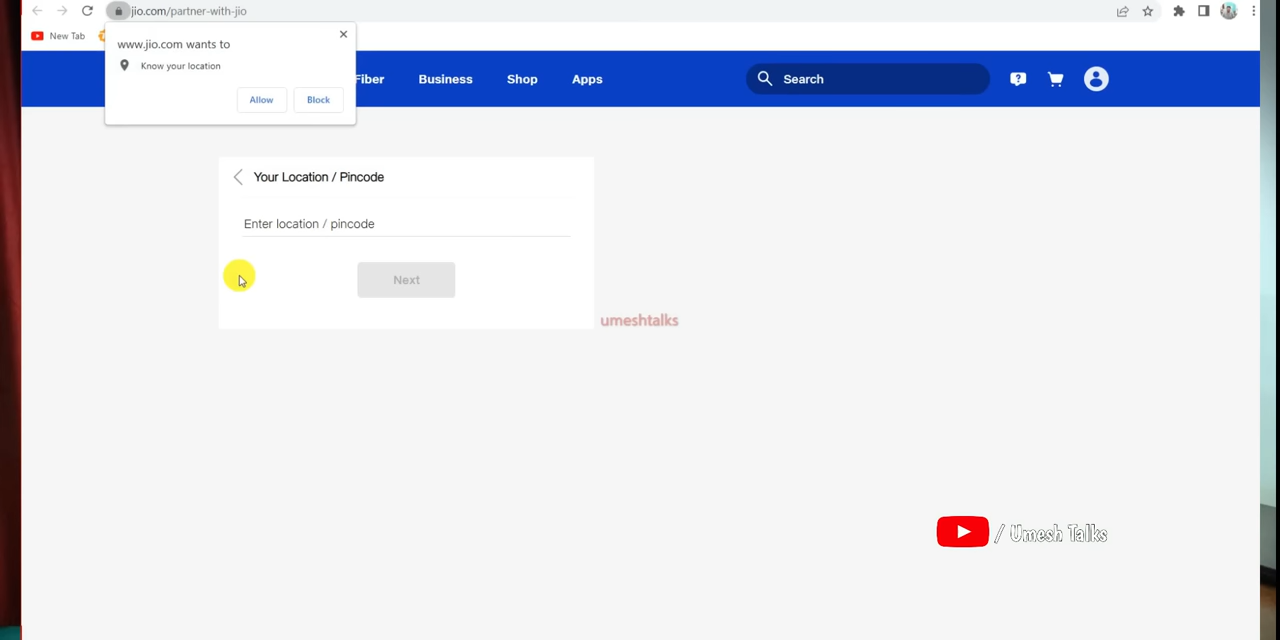 jio.com/partner-with-jio
New Tab
www.jio.com wants to
Know your location
Allow
Block
Fiber
Business
Shop
Apps
Search
Your Location / Pincode
Enter location / pincode
Next
umeshtalks
/ Umesh Talks